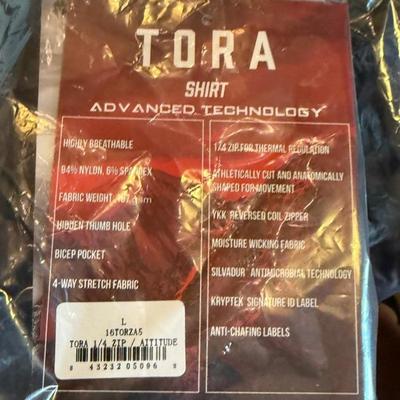 TORA
SHIRT
ADVANCED TECHNOLOGY
HIGHLY BREATHABLE
94% NYLON, 6% SPANDEX
FABRIC WEIGHT,
HIDDEN THUMB HOLE
BICEP POCKET
4-WAY STRETCH FABRIC
1/4 ZIP FOR THERMAL REGULATION
ATHLETICALLY CUT AND ANATOMICALLY
SHAPED FOR MOVEMENT
YKK REVERSED COIL ZIPPER
MOISTURE WICKING FABRIC
SILVADUR ANTIMICROBIAL TECHNOLOGY
KRYPTEK SIGNATURE ID LABEL
ANTI-CHAFING LABELS
L
16TORZA5
TORA 1/4 ZIP / ALTITUDE
8 43232 05096